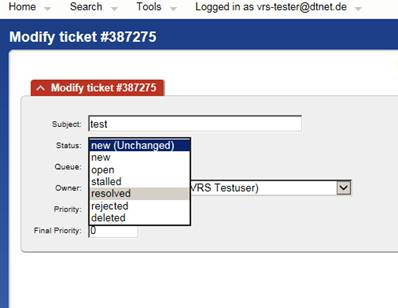 Home Search Tools Logged in as vrs-tester@dtnet.de
Modify ticket #387275
Modify ticket #387275
Subject: test
Status: new (Unchanged)
new
Queue:
open
stalled
Owner: resolved VRS Testuser)
rejected
Priority:
deleted
Final Priority: 0